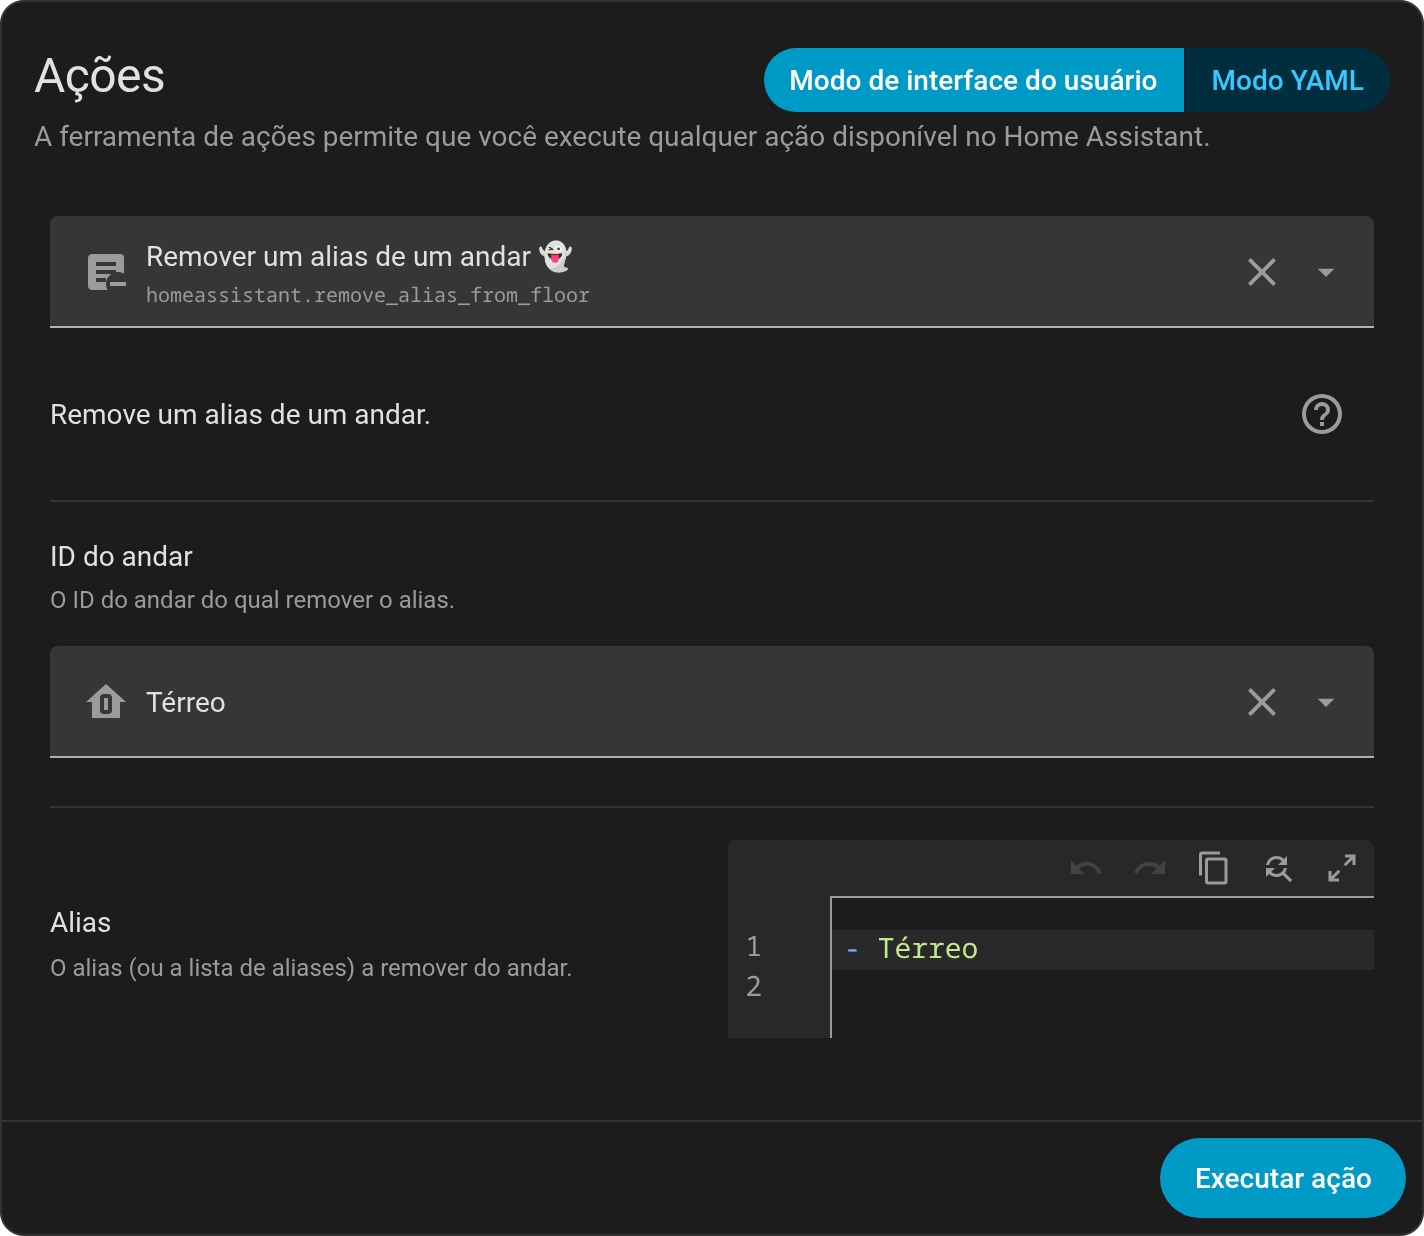 Ações
Modo de interface do usuário
Modo YAML
A ferramenta de ações permite que você execute qualquer ação disponível no Home Assistant.
Remover um alias de um andar 👻
homeassistant.remove_alias_from_floor
Remove um alias de um andar.
ID do andar
O ID do andar do qual remover o alias.
Térreo
Alias
O alias (ou a lista de aliases) a remover do andar.
1 - Térreo
2
Executar ação